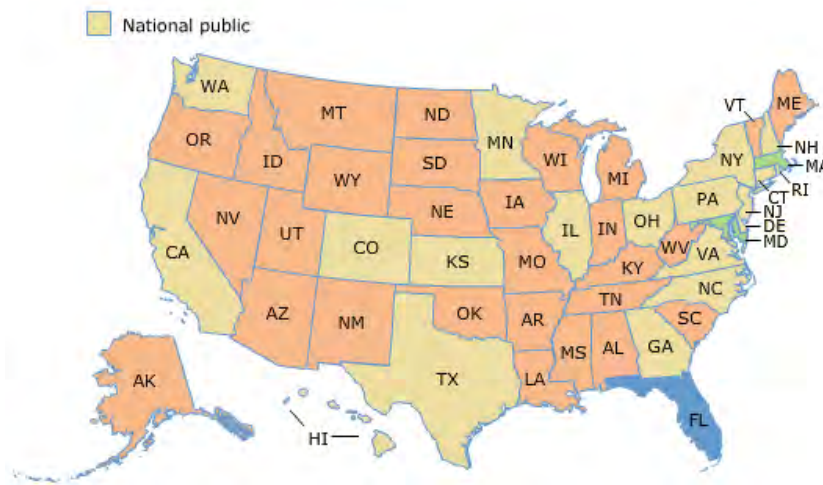 National public
WA
MT
ND
MN
VT
ME
OR
ID
SD
WI
MI
NY
NH
MA
WY
RI
CT
PA
NJ
DE
MD
NV
NE
IA
IL
IN
OH
UT
CO
CA
KS
MO
WV
VA
KY
NC
TN
AZ
NM
OK
AR
SC
MS
AL
GA
AK
TX
LA
FL
HI